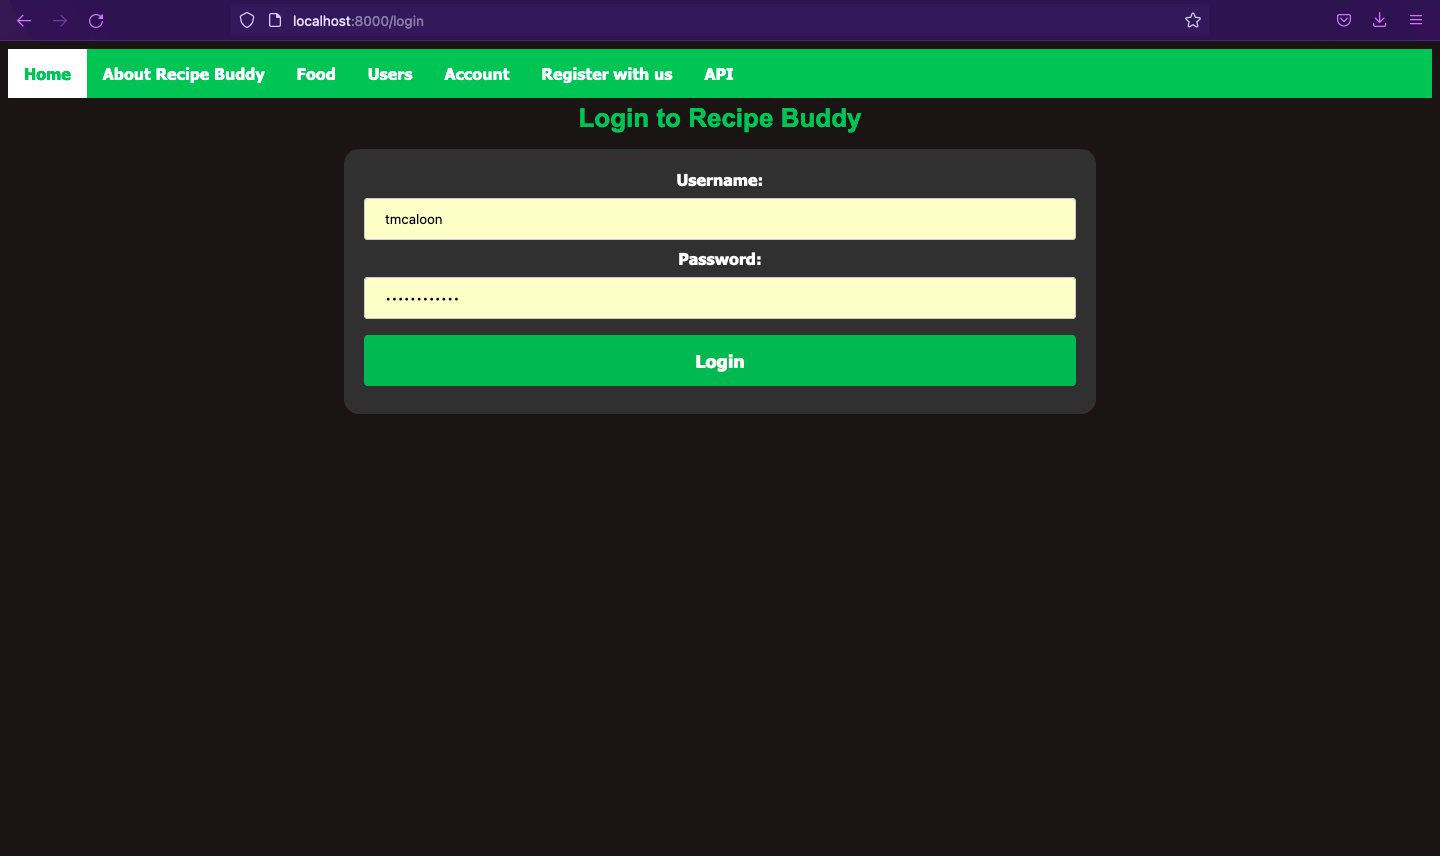 localhost:8000/login
Home About Recipe Buddy Food Users Account Register with us API
Login to Recipe Buddy
Username:
tmcaloon
Password:
••••••••••••
Login